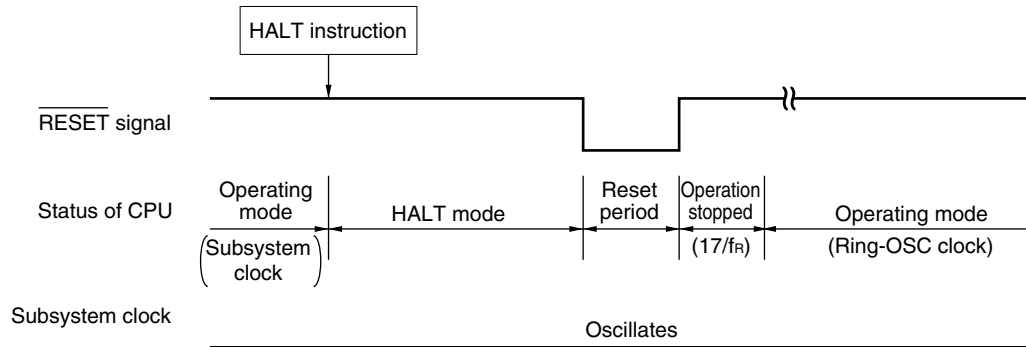 HALT instruction
RESET signal
Status of CPU
Operating
mode
(Subsystem
clock)
HALT mode
Reset
period
Operation
stopped
(17/fR)
Operating mode
(Ring-OSC clock)
Subsystem clock
Oscillates